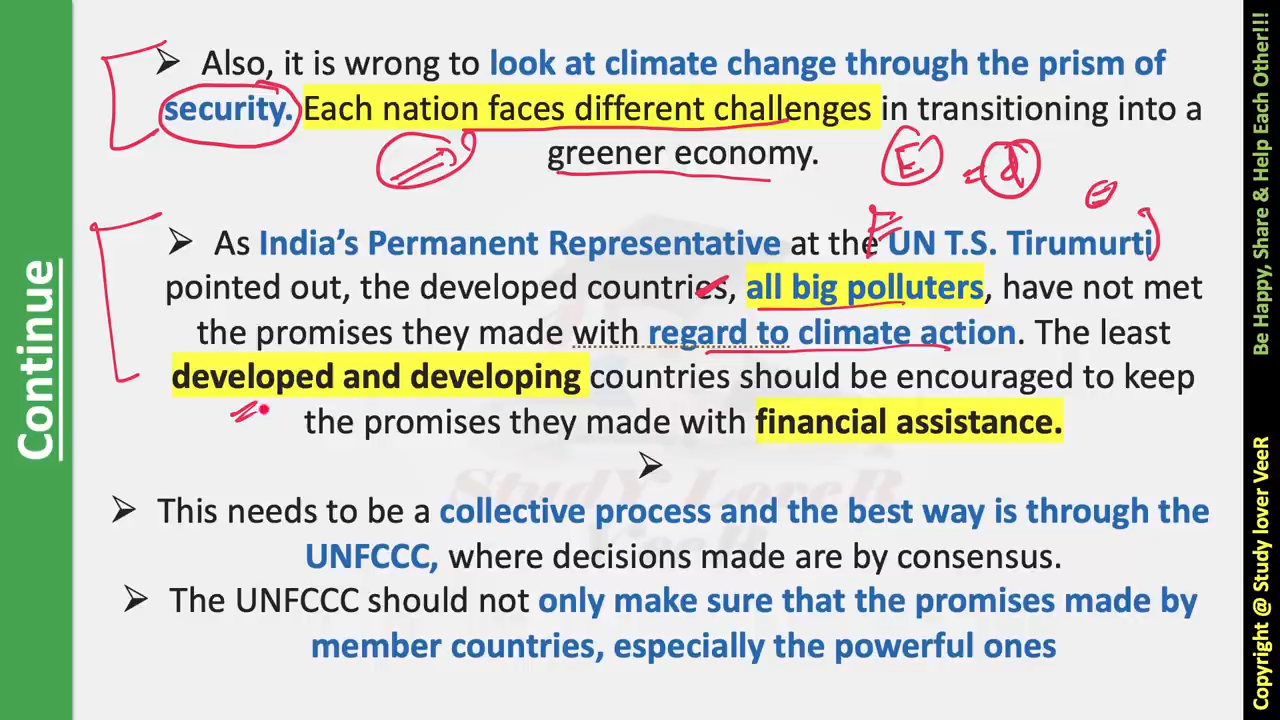 ➢ Also, it is wrong to look at climate change through the prism of
security. Each nation faces different challenges in transitioning into a
greener economy.
E = d
➢ As India's Permanent Representative at the UN T.S. Tirumurti
pointed out, the developed countries, all big polluters, have not met
the promises they made with regard to climate action. The least
developed and developing countries should be encouraged to keep
the promises they made with financial assistance.
➢
➢ This needs to be a collective process and the best way is through the
UNFCCC, where decisions made are by consensus.
➢ The UNFCCC should not only make sure that the promises made by
member countries, especially the powerful ones
Continue
Be Happy, Share & Help Each Other!!!
Copyright @ Study lover VeeR
StudY LoveR
VeeR